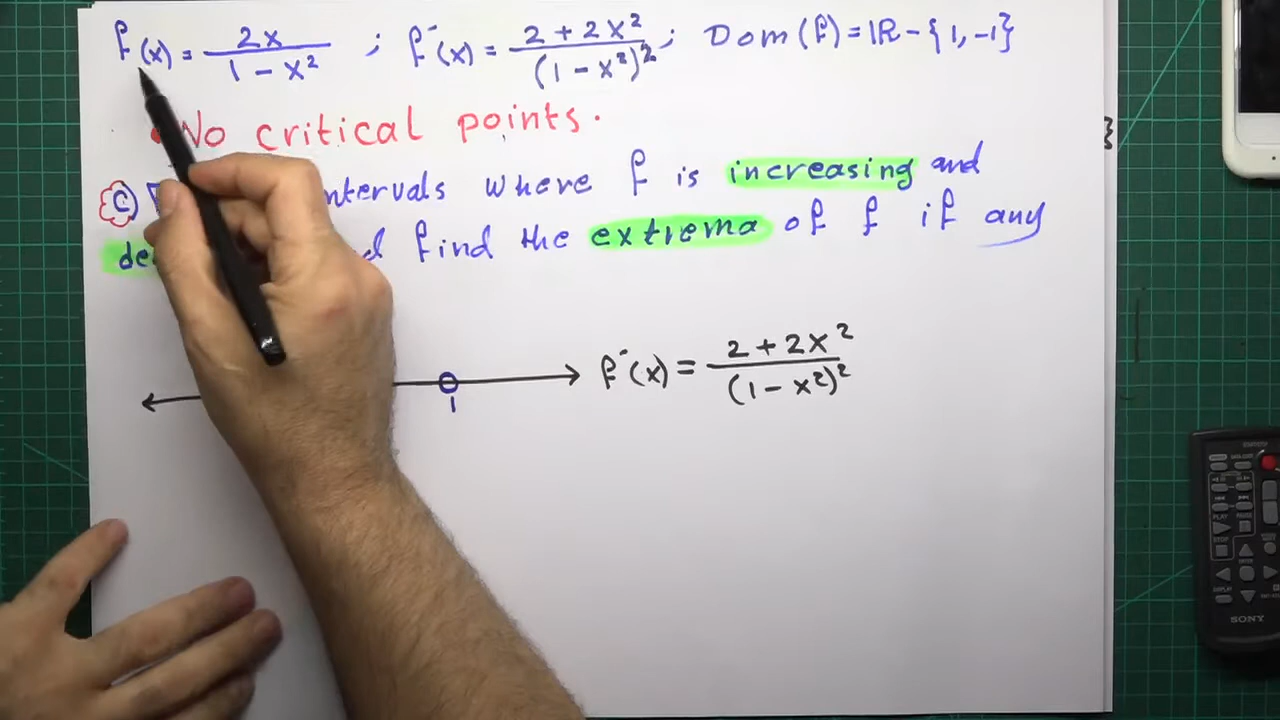 f(x) = 2x / 1 - x² ; f'(x) = 2 + 2x² / (1 - x²)² ; Dom(f) = ℝ - {1, -1}
• No critical points.
}
(C) intervals where f is increasing and
find the extrema of f if any
f'(x) = 2 + 2x² / (1 - x²)²
1
SONY